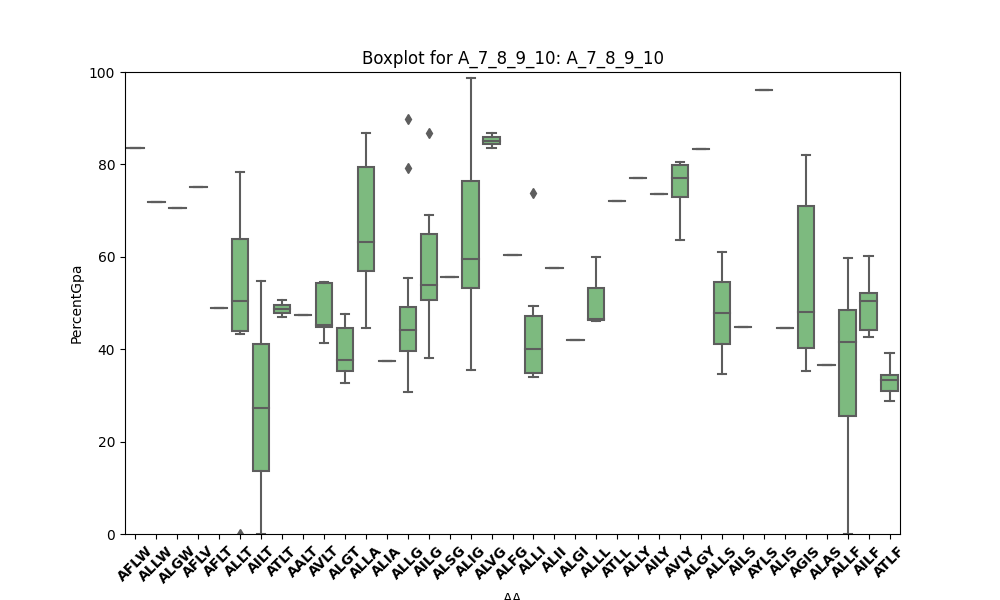 Boxplot for A_7_8_9_10: A_7_8_9_10
PercentGpa
100
80
60
40
20
0
AFLW ALLW ALGW AFLV AFLT ALLT AILT ATLT AALT AVLT ALGT ALLA ALIA ALLG AILG ALSG ALIG ALVG ALFG ALLI ALII ALGI ALLL ATLL ALLY AILY AVLY ALGY ALLS AILS AYLS ALIS AGIS ALAS ALLF AILF ATLF
AA